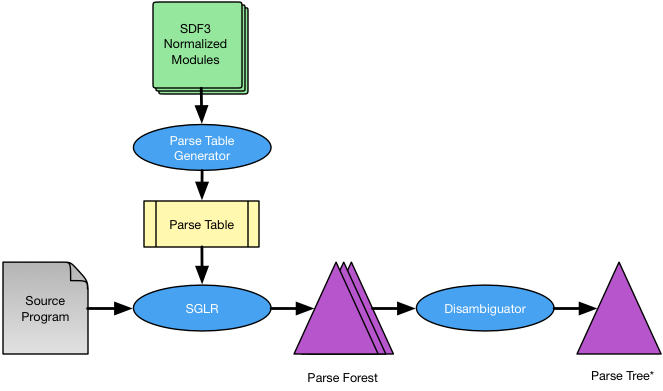 SDF3
Normalized
Modules
Parse Table
Generator
Parse Table
Source
Program
SGLR
Disambiguator
Parse Forest
Parse Tree*